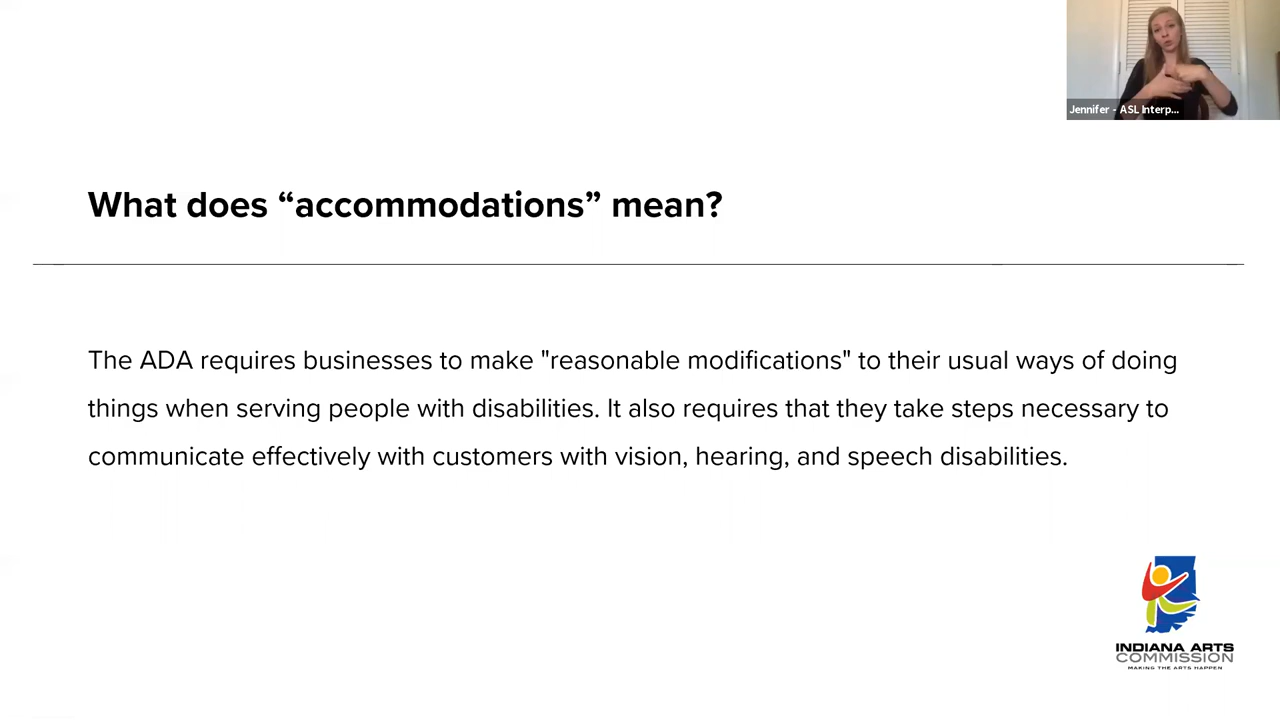 Jennifer - ASL Interp...
What does “accommodations” mean?
The ADA requires businesses to make "reasonable modifications" to their usual ways of doing
things when serving people with disabilities. It also requires that they take steps necessary to
communicate effectively with customers with vision, hearing, and speech disabilities.
INDIANA ARTS
COMMISSION
MAKING THE ARTS HAPPEN